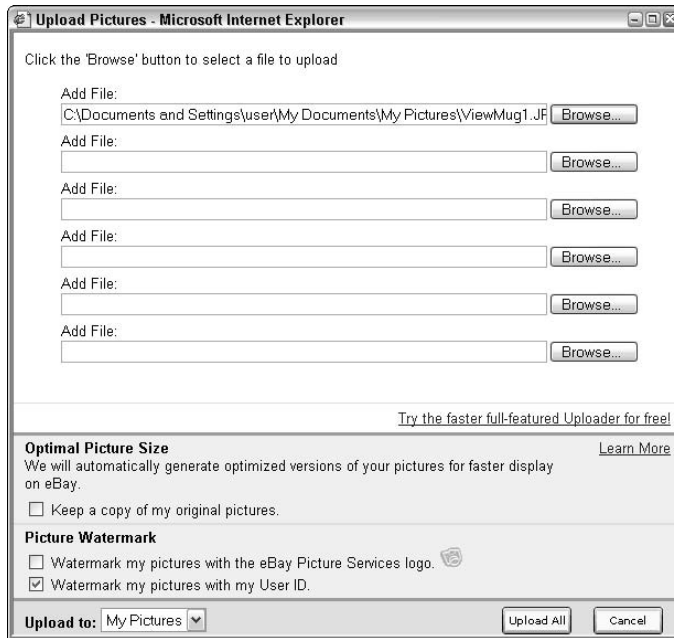 Upload Pictures - Microsoft Internet Explorer
Click the 'Browse' button to select a file to upload
Add File:
C:\Documents and Settings\user\My Documents\My Pictures\ViewMug1.JP Browse...
Add File:
Browse...
Add File:
Browse...
Add File:
Browse...
Add File:
Browse...
Add File:
Browse...
Try the faster full-featured Uploader for free!
Optimal Picture Size Learn More
We will automatically generate optimized versions of your pictures for faster display
on eBay.
Keep a copy of my original pictures.
Picture Watermark
Watermark my pictures with the eBay Picture Services logo.
Watermark my pictures with my User ID.
Upload to: My Pictures Upload All Cancel